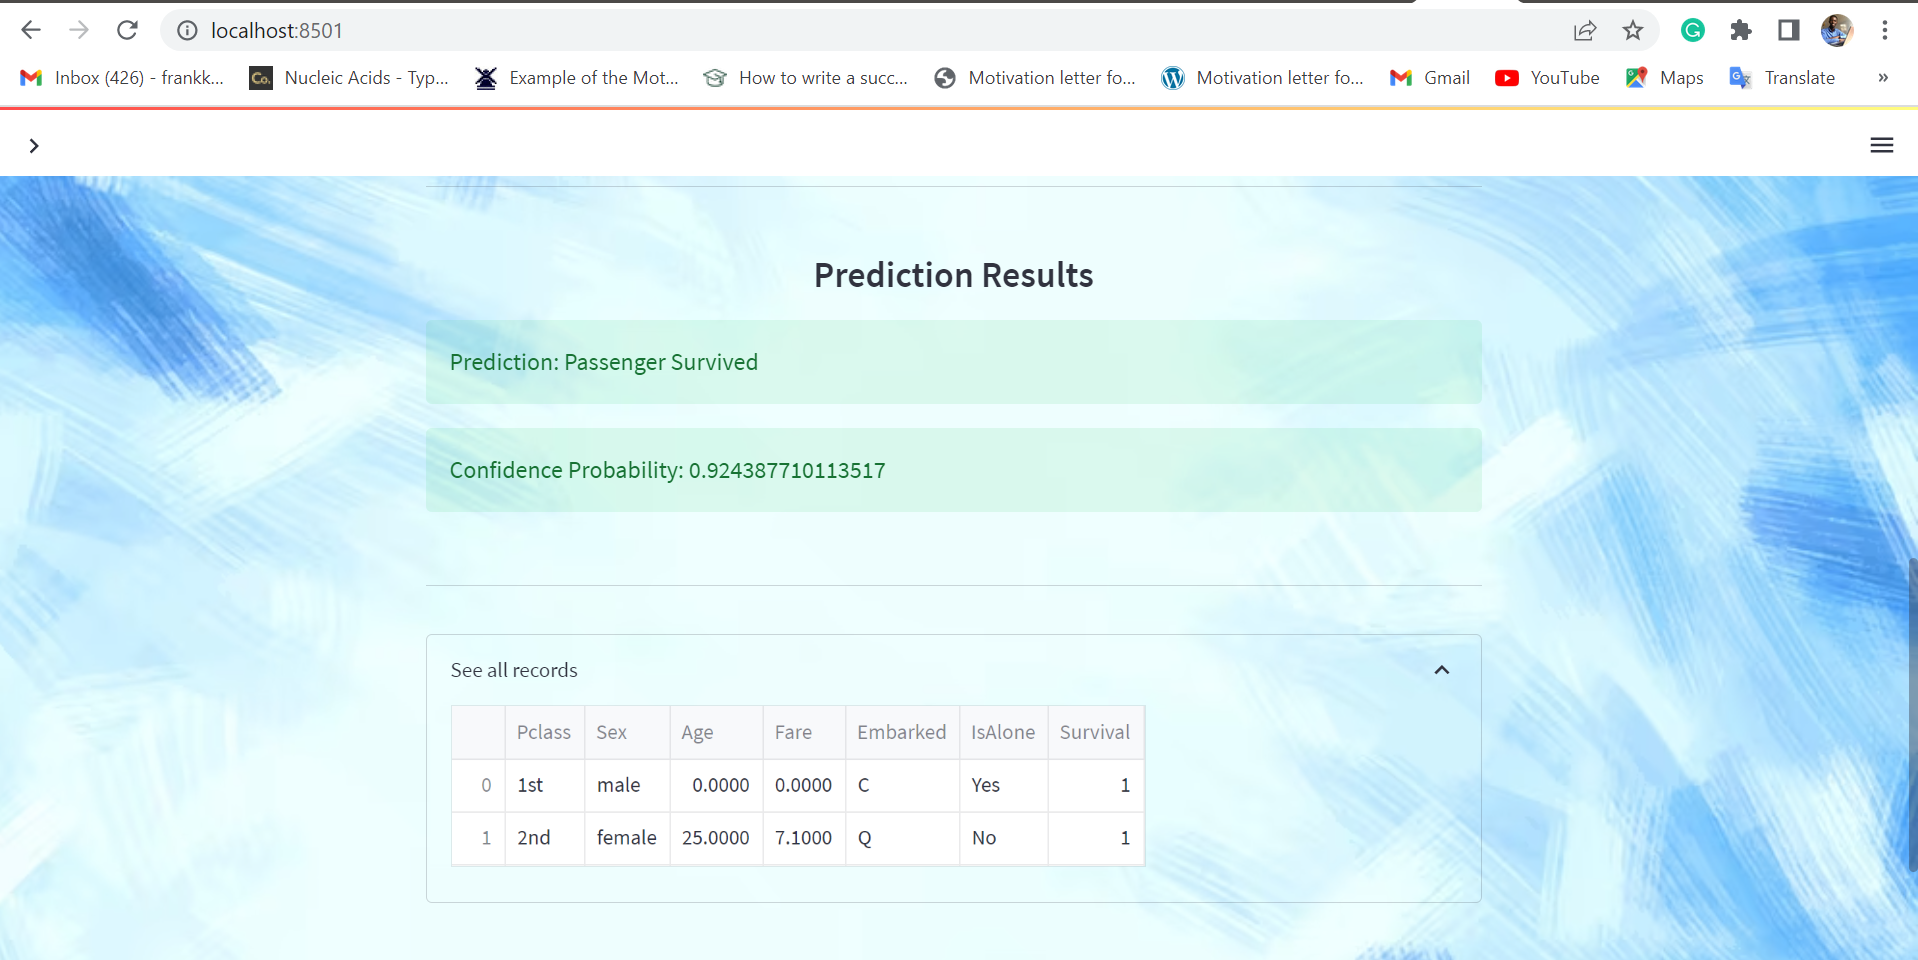 localhost:8501
Inbox (426) - frankk... Nucleic Acids - Typ... Example of the Mot... How to write a succ... Motivation letter fo... Motivation letter fo... Gmail YouTube Maps Translate »
Prediction Results
Prediction: Passenger Survived
Confidence Probability: 0.924387710113517
See all records
Pclass Sex Age Fare Embarked IsAlone Survival
0 1st male 0.0000 0.0000 C Yes 1
1 2nd female 25.0000 7.1000 Q No 1